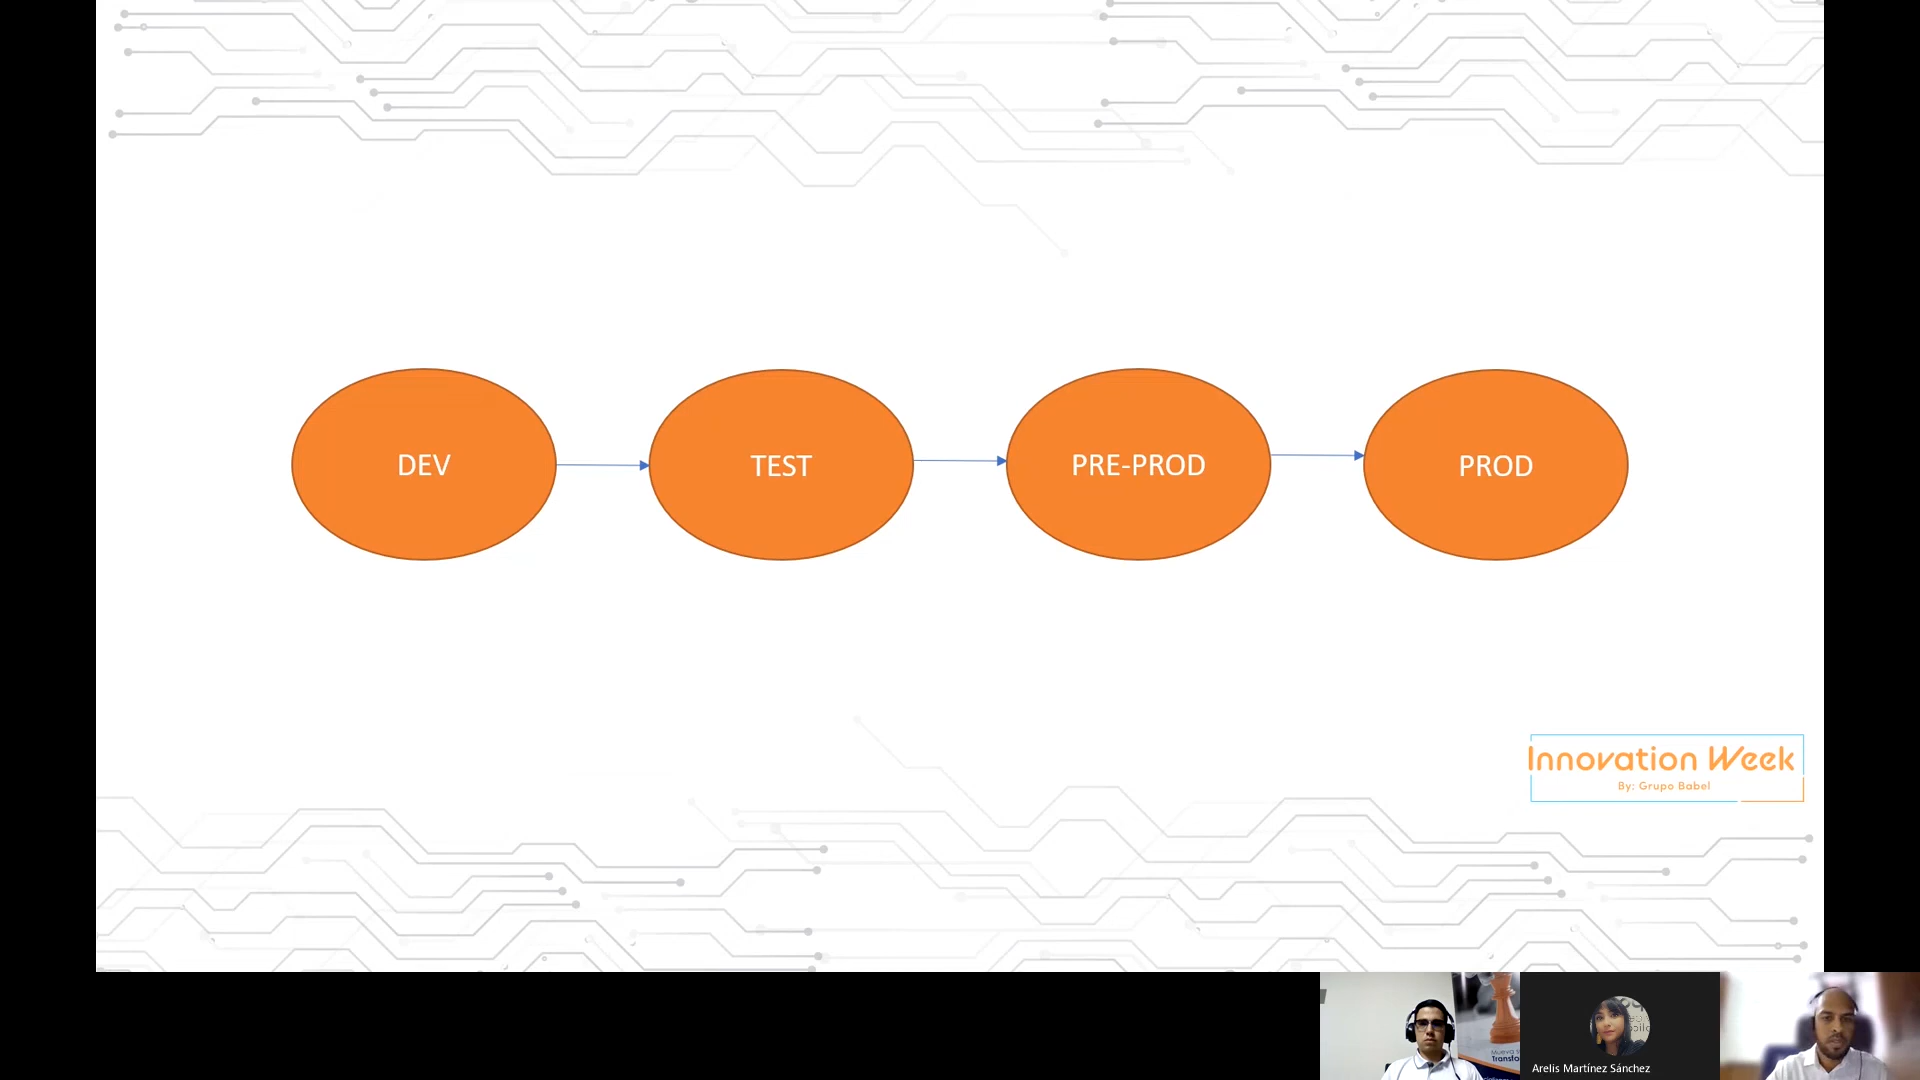 DEV
TEST
PRE-PROD
PROD
Innovation Week
By: Grupo Babel
Arelis Martínez Sánchez